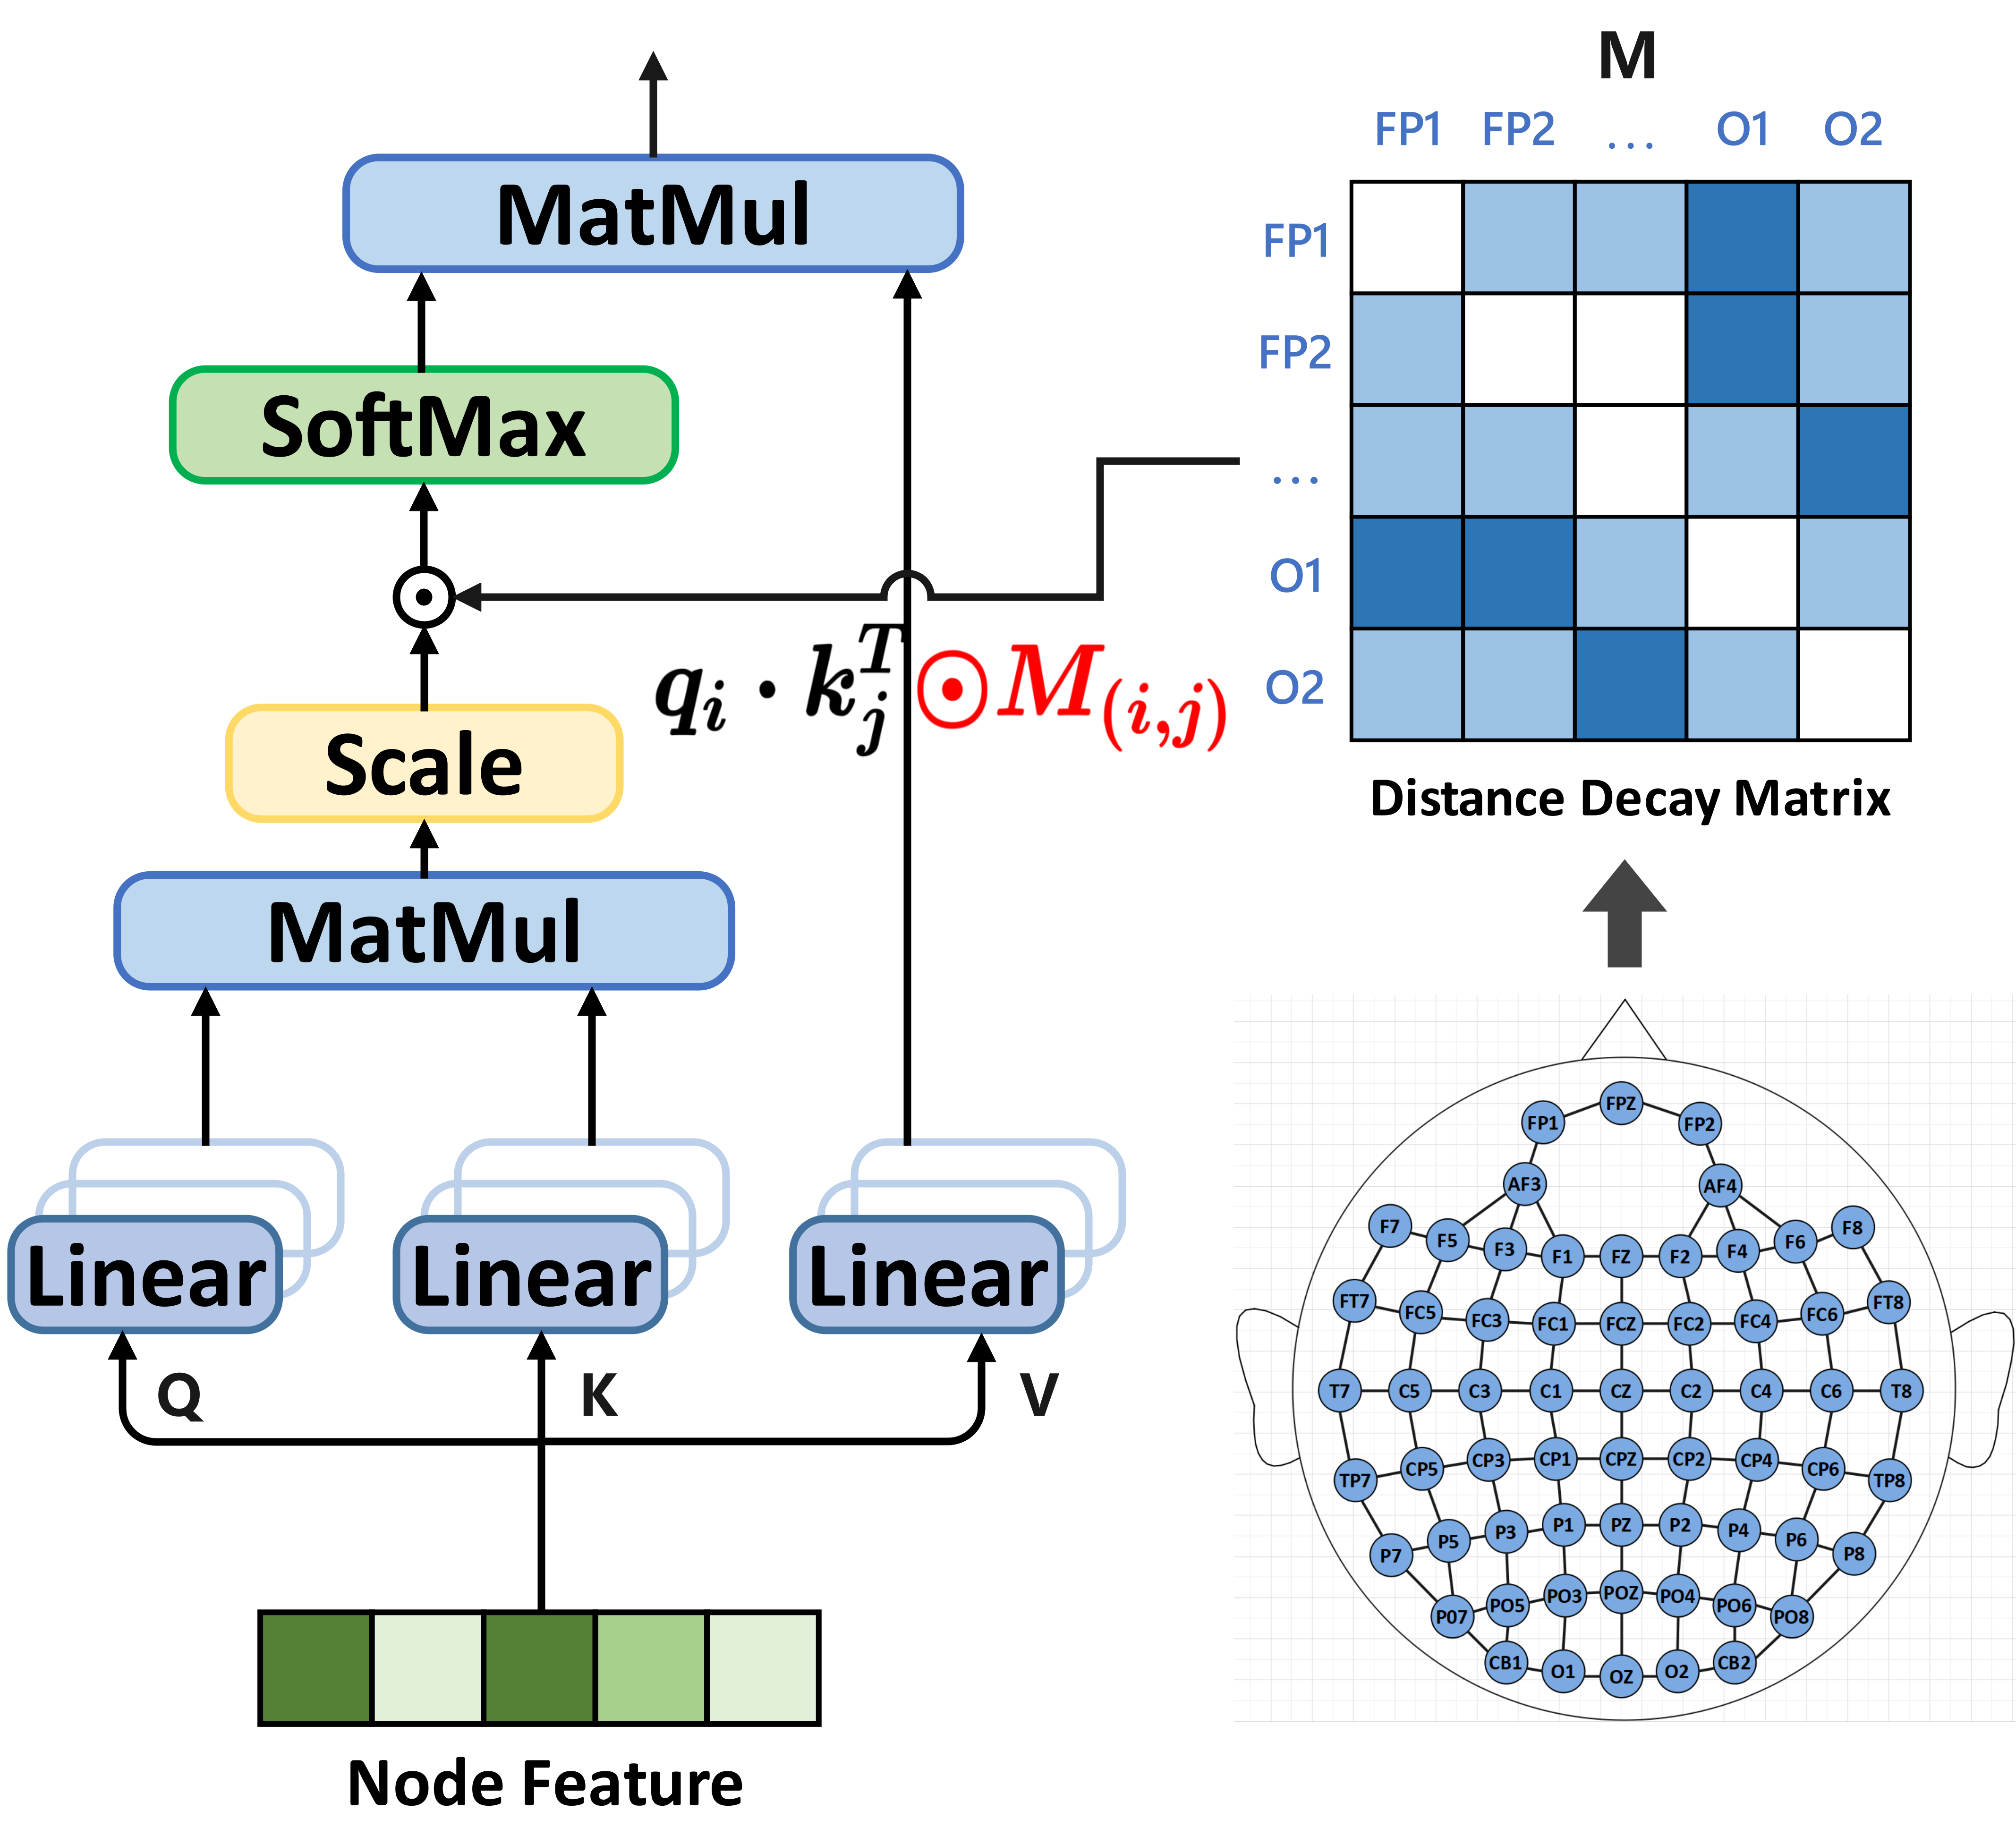 MatMul
SoftMax
q_i · k_j^T ⊙ M_(i,j)
Scale
MatMul
Linear Linear Linear
Q K V
Node Feature
M
FP1 FP2 ... O1 O2
FP1
FP2
...
O1
O2
Distance Decay Matrix
FPZ
FP1 FP2
AF3 AF4
F7 F5 F3 F1 FZ F2 F4 F6 F8
FT7 FC5 FC3 FC1 FCZ FC2 FC4 FC6 FT8
T7 C5 C3 C1 CZ C2 C4 C6 T8
TP7 CP5 CP3 CP1 CPZ CP2 CP4 CP6 TP8
P7 P5 P3 P1 PZ P2 P4 P6 P8
P07 PO5 PO3 POZ PO4 PO6 PO8
CB1 O1 OZ O2 CB2